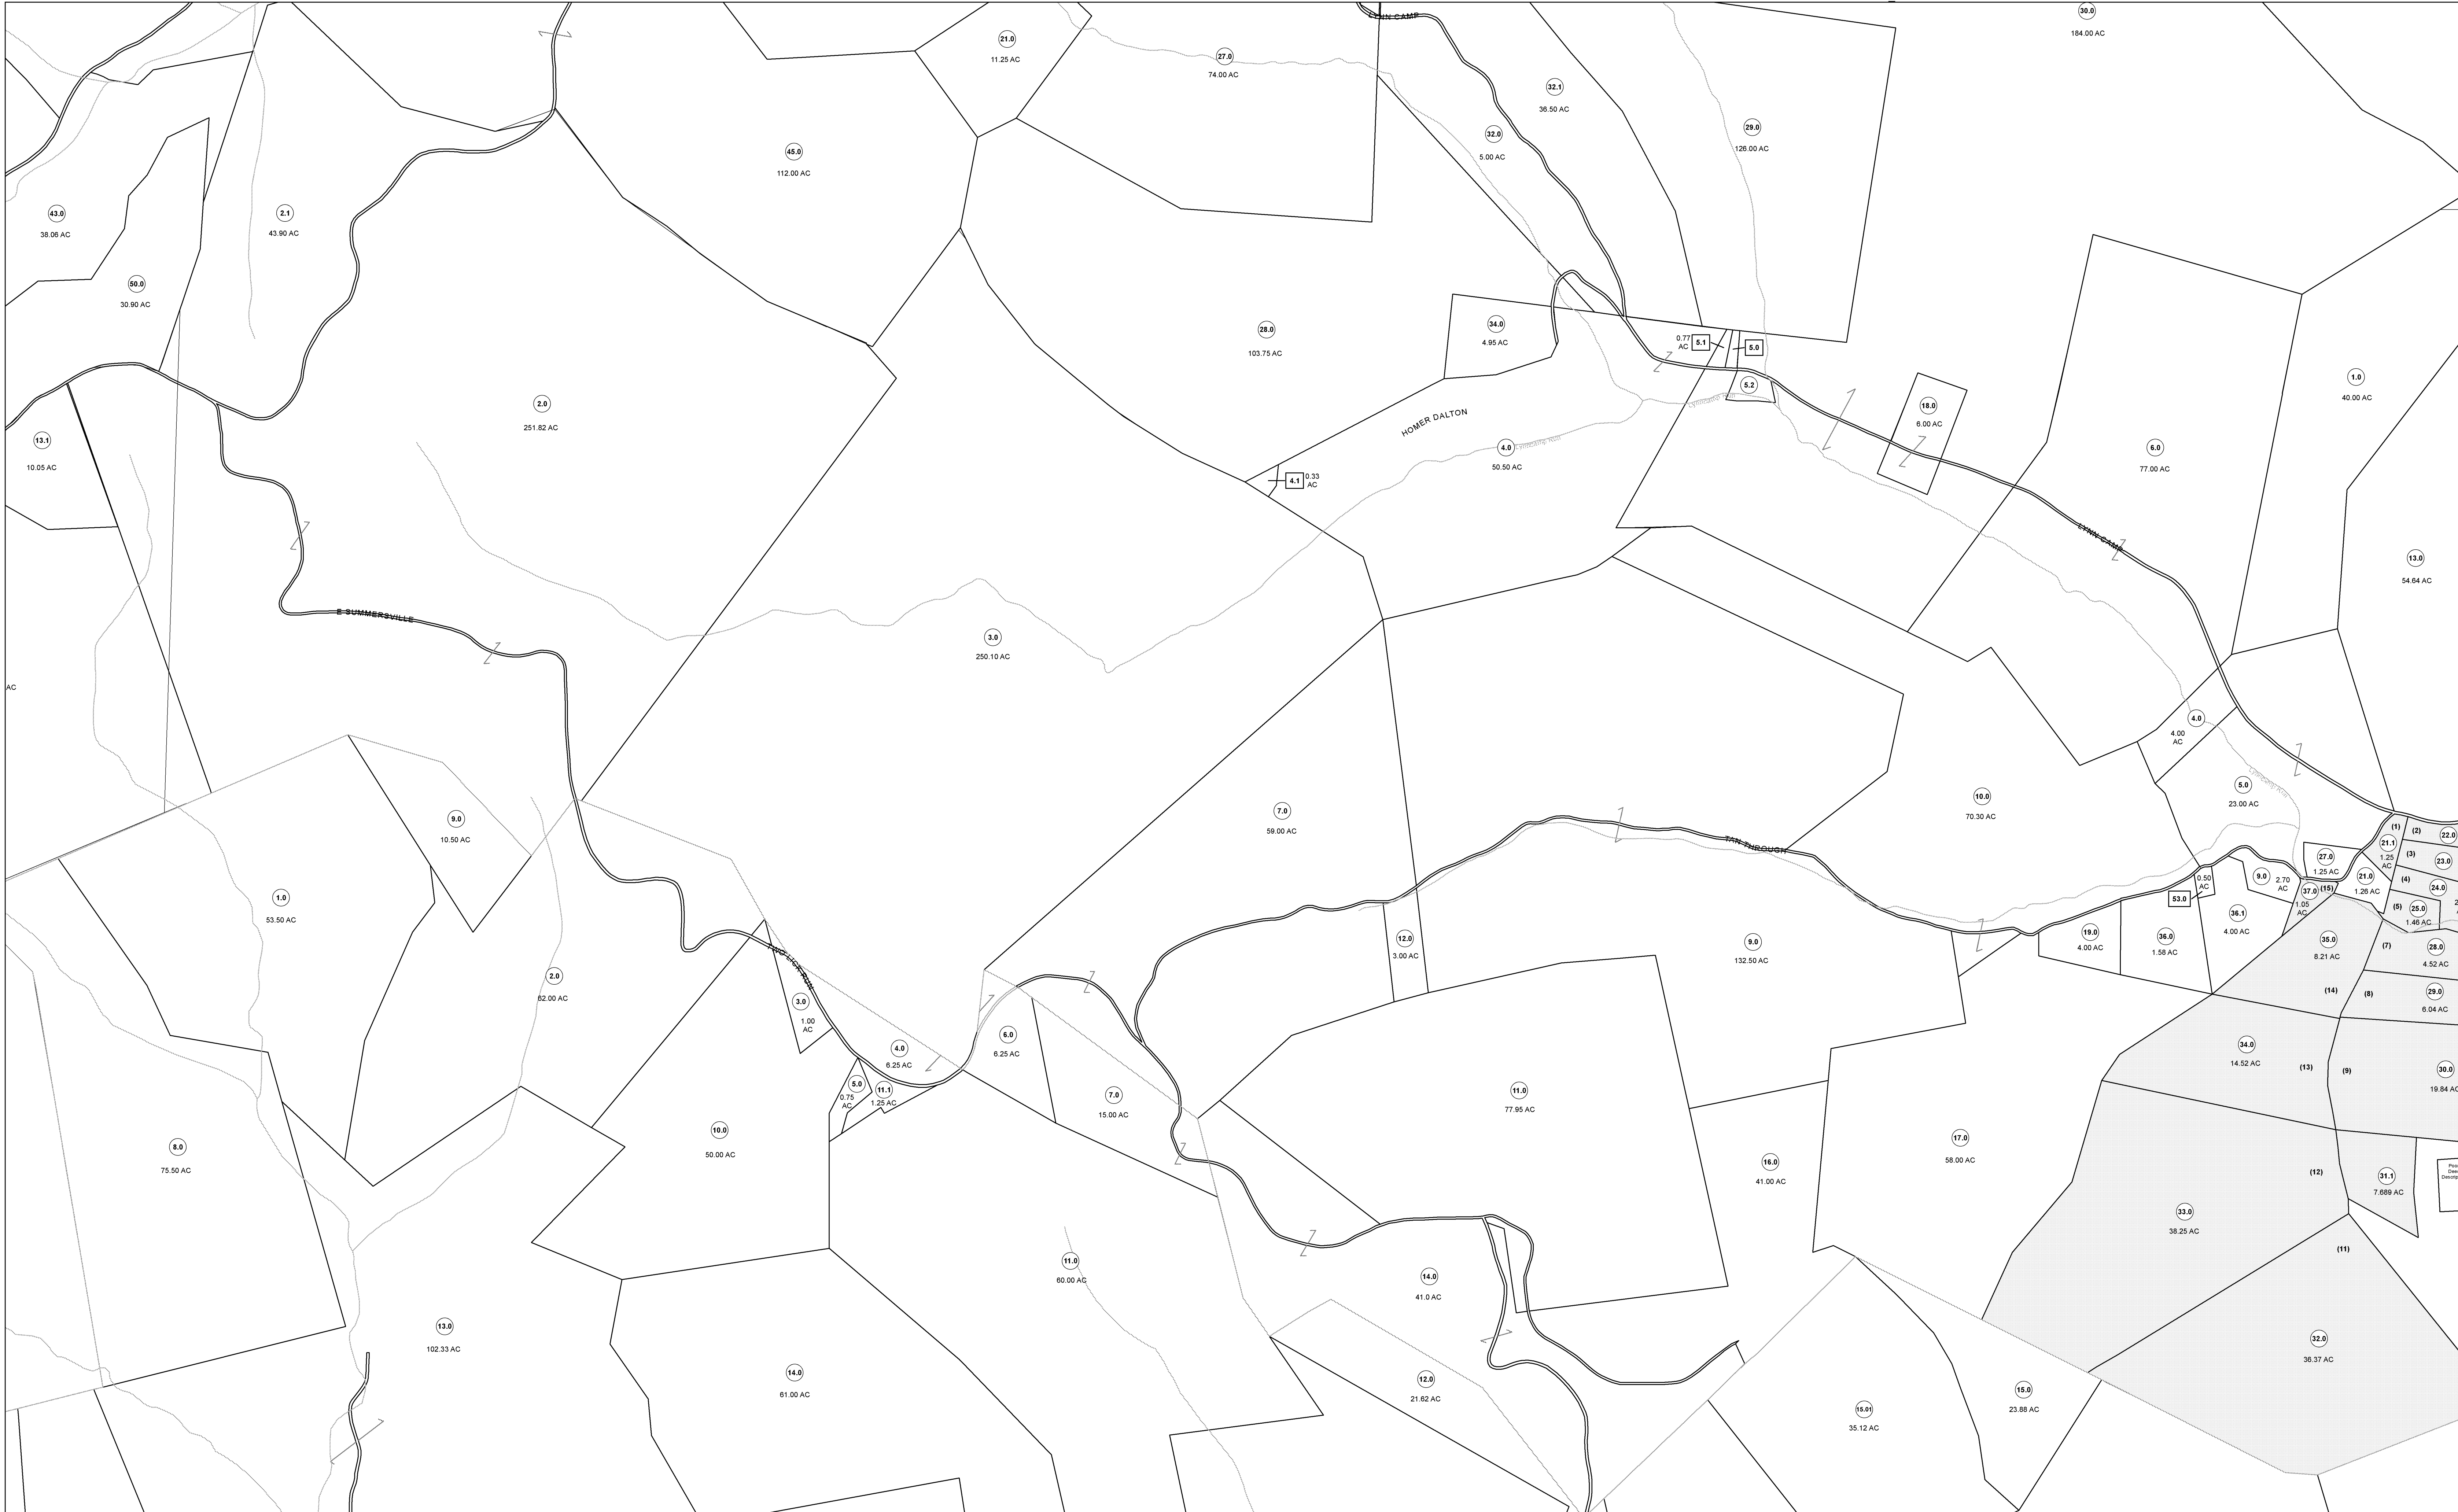 LYNN CAMP
30.0
184.00 AC
21.0
11.25 AC
27.0
74.00 AC
32.1
36.50 AC
29.0
126.00 AC
32.0
5.00 AC
45.0
112.00 AC
43.0
38.06 AC
2.1
43.90 AC
50.0
30.90 AC
28.0
103.75 AC
34.0
4.95 AC
0.77
AC
5.1
5.0
5.2
Lynncamp Run
1.0
40.00 AC
2.0
251.82 AC
18.0
6.00 AC
HOMER DALTON
13.1
10.05 AC
4.0
Lynncamp Run
50.50 AC
6.0
77.00 AC
4.1
0.33
AC
LYNN CAMP
13.0
54.64 AC
E SUMMERSVILLE
3.0
250.10 AC
AC
4.0
4.00
AC
Lynncamp Run
5.0
23.00 AC
10.0
70.30 AC
7.0
59.00 AC
9.0
10.50 AC
TAN THROUGH
(1)
(2)
22.0
21.1
1.25
AC
(3)
23.0
27.0
1.25 AC
21.0
1.26 AC
(4)
24.0
9.0
2.70
AC
37.0
(15)
1.05
AC
0.50
AC
53.0
(5)
25.0
1.46 AC
1.0
53.50 AC
36.1
4.00 AC
12.0
3.00 AC
9.0
132.50 AC
19.0
4.00 AC
36.0
1.58 AC
35.0
8.21 AC
(7)
28.0
4.52 AC
TWO LICK RUN
2.0
62.00 AC
3.0
1.00
AC
(14)
(8)
29.0
6.04 AC
6.0
6.25 AC
4.0
6.25 AC
34.0
14.52 AC
(13)
(9)
30.0
19.84 AC
5.0
0.75
AC
11.1
1.25 AC
7.0
15.00 AC
11.0
77.95 AC
10.0
50.00 AC
8.0
75.50 AC
17.0
58.00 AC
16.0
41.00 AC
(12)
31.1
7.689 AC
33.0
38.25 AC
(11)
11.0
60.00 AC
14.0
41.0 AC
13.0
102.33 AC
32.0
36.37 AC
14.0
61.00 AC
12.0
21.62 AC
15.0
23.88 AC
15.01
35.12 AC